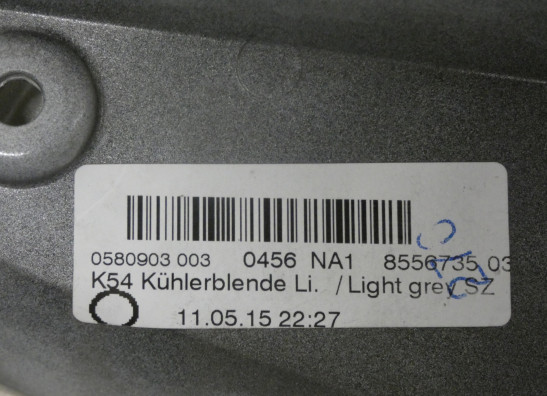 0580903 003 0456 NA1 8556735 03
K54 Kühlerblende Li. /Light grey SZ
11.05.15 22:27